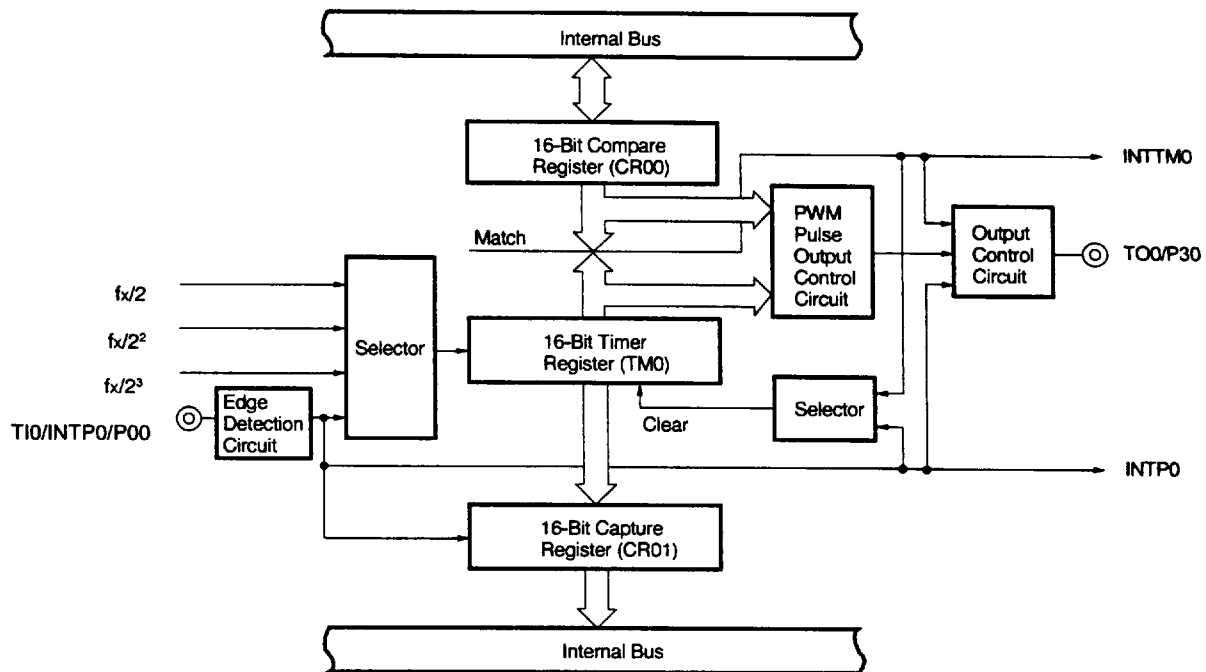 Internal Bus
16-Bit Compare
Register (CR00)
INTTM0
Match
PWM
Pulse
Output
Control
Circuit
Output
Control
Circuit
TO0/P30
fx/2
fx/2²
fx/2³
Selector
16-Bit Timer
Register (TM0)
TI0/INTP0/P00
Edge
Detection
Circuit
Clear
Selector
INTP0
16-Bit Capture
Register (CR01)
Internal Bus